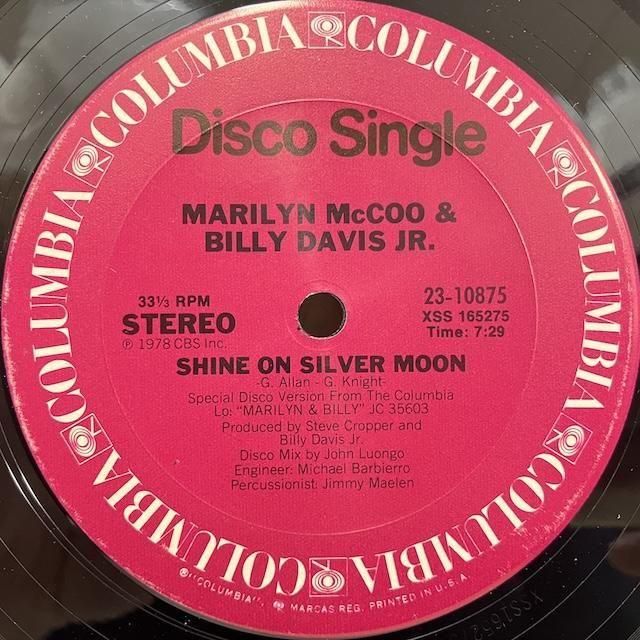 COLUMBIA COLUMBIA COLUMBIA COLUMBIA COLUMBIA COLUMBIA COLUMBIA
Disco Single
MARILYN McCOO &
BILLY DAVIS JR.
33⅓ RPM
STEREO
℗ 1978 CBS Inc.
23-10875
XSS 165275
Time: 7:29
SHINE ON SILVER MOON
-G. Allan - G. Knight-
Special Disco Version From The Columbia
Lo: "MARILYN & BILLY" JC 35603
Produced by Steve Cropper and
Billy Davis Jr.
Disco Mix by John Luongo
Engineer: Michael Barbierro
Percussionist: Jimmy Maelen
®"COLUMBIA", MARCAS REG. PRINTED IN U.S.A.